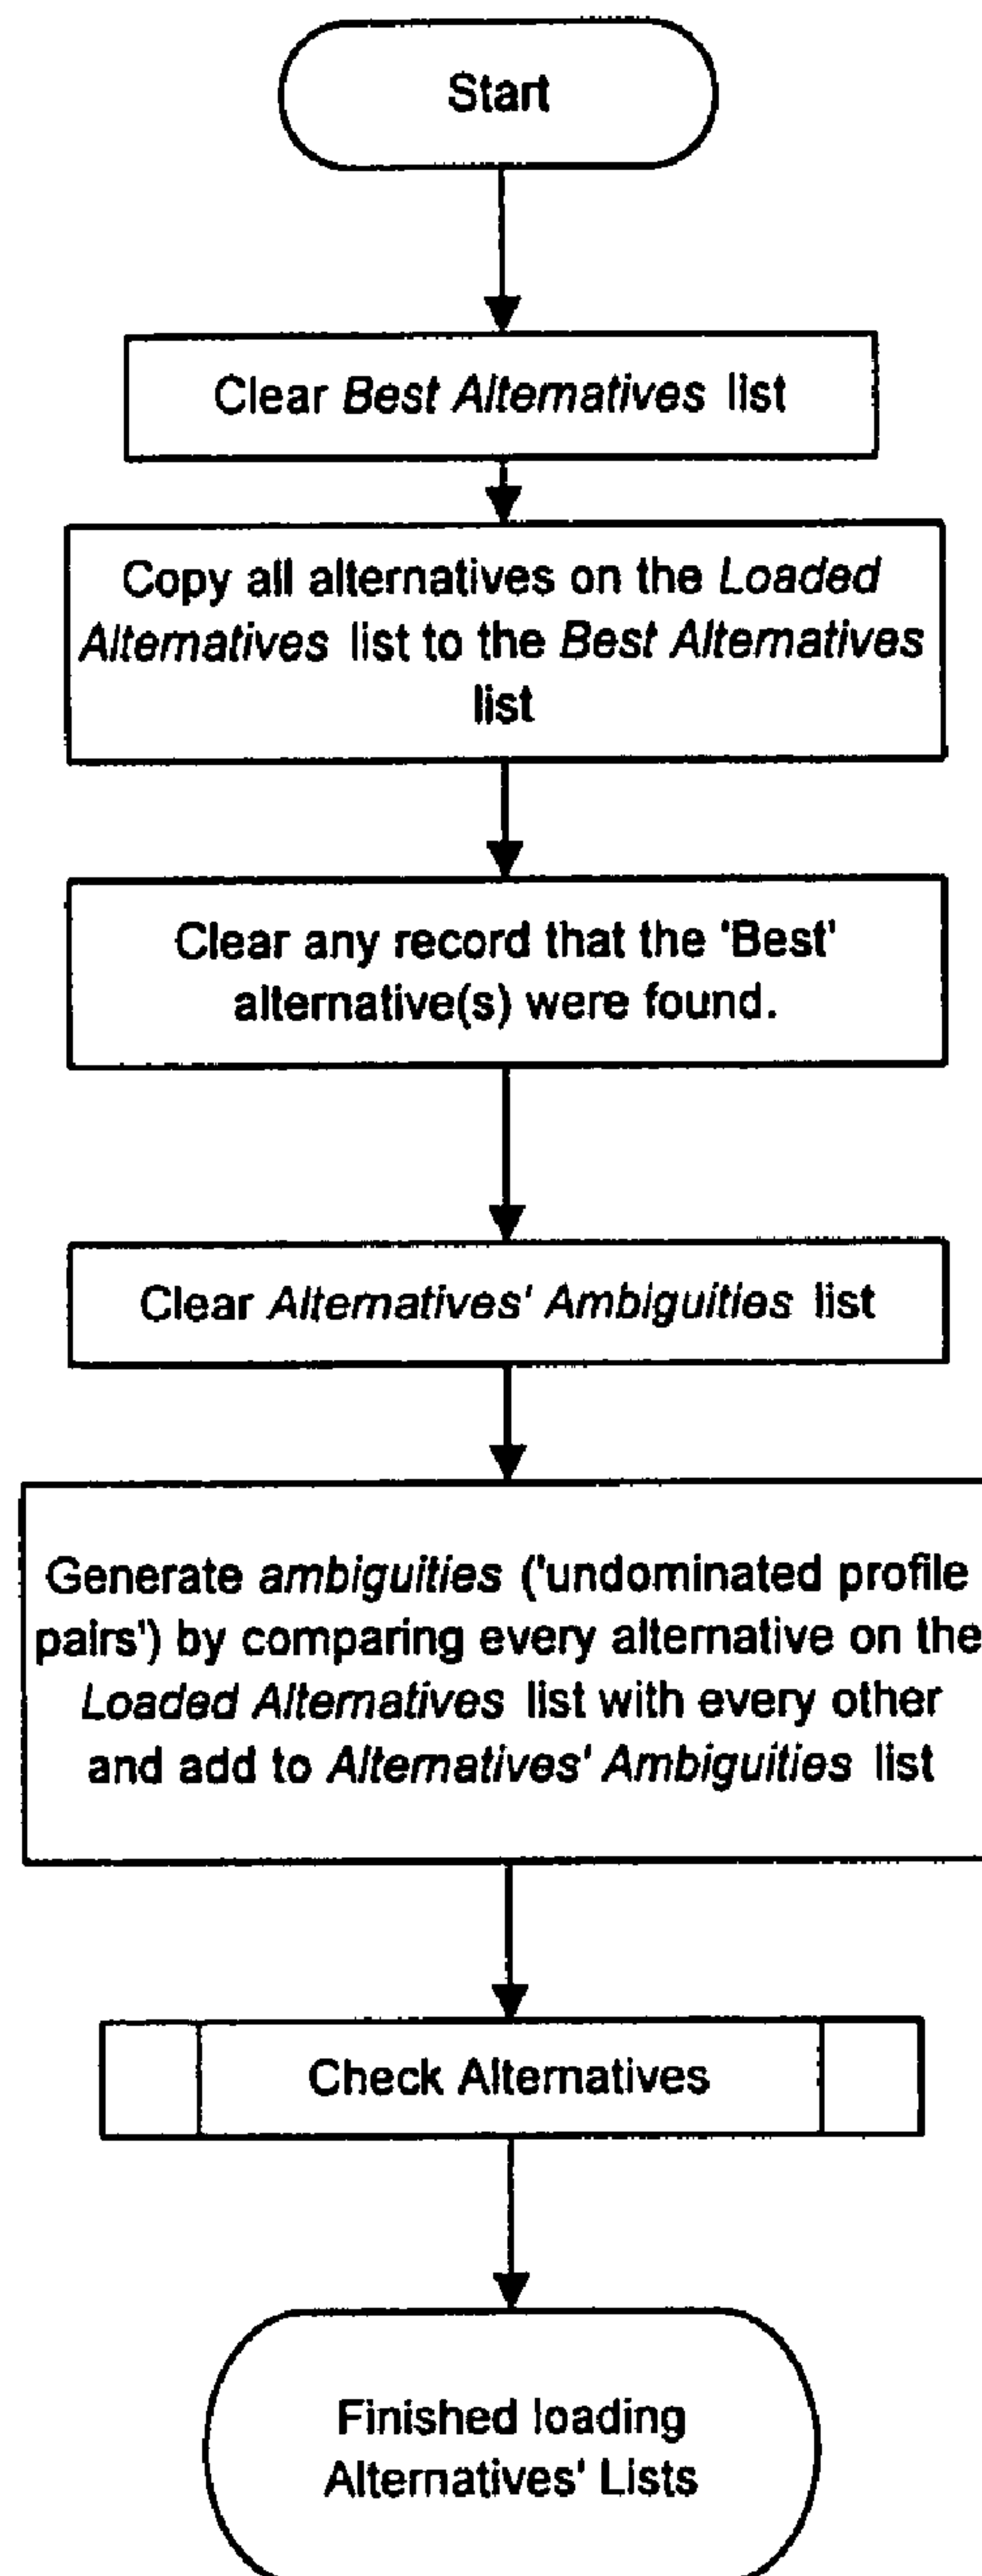 Start
Clear Best Alternatives list
Copy all alternatives on the Loaded
Alternatives list to the Best Alternatives
list
Clear any record that the 'Best'
alternative(s) were found.
Clear Alternatives' Ambiguities list
Generate ambiguities ('undominated profile
pairs') by comparing every alternative on the
Loaded Alternatives list with every other
and add to Alternatives' Ambiguities list
Check Alternatives
Finished loading
Alternatives' Lists